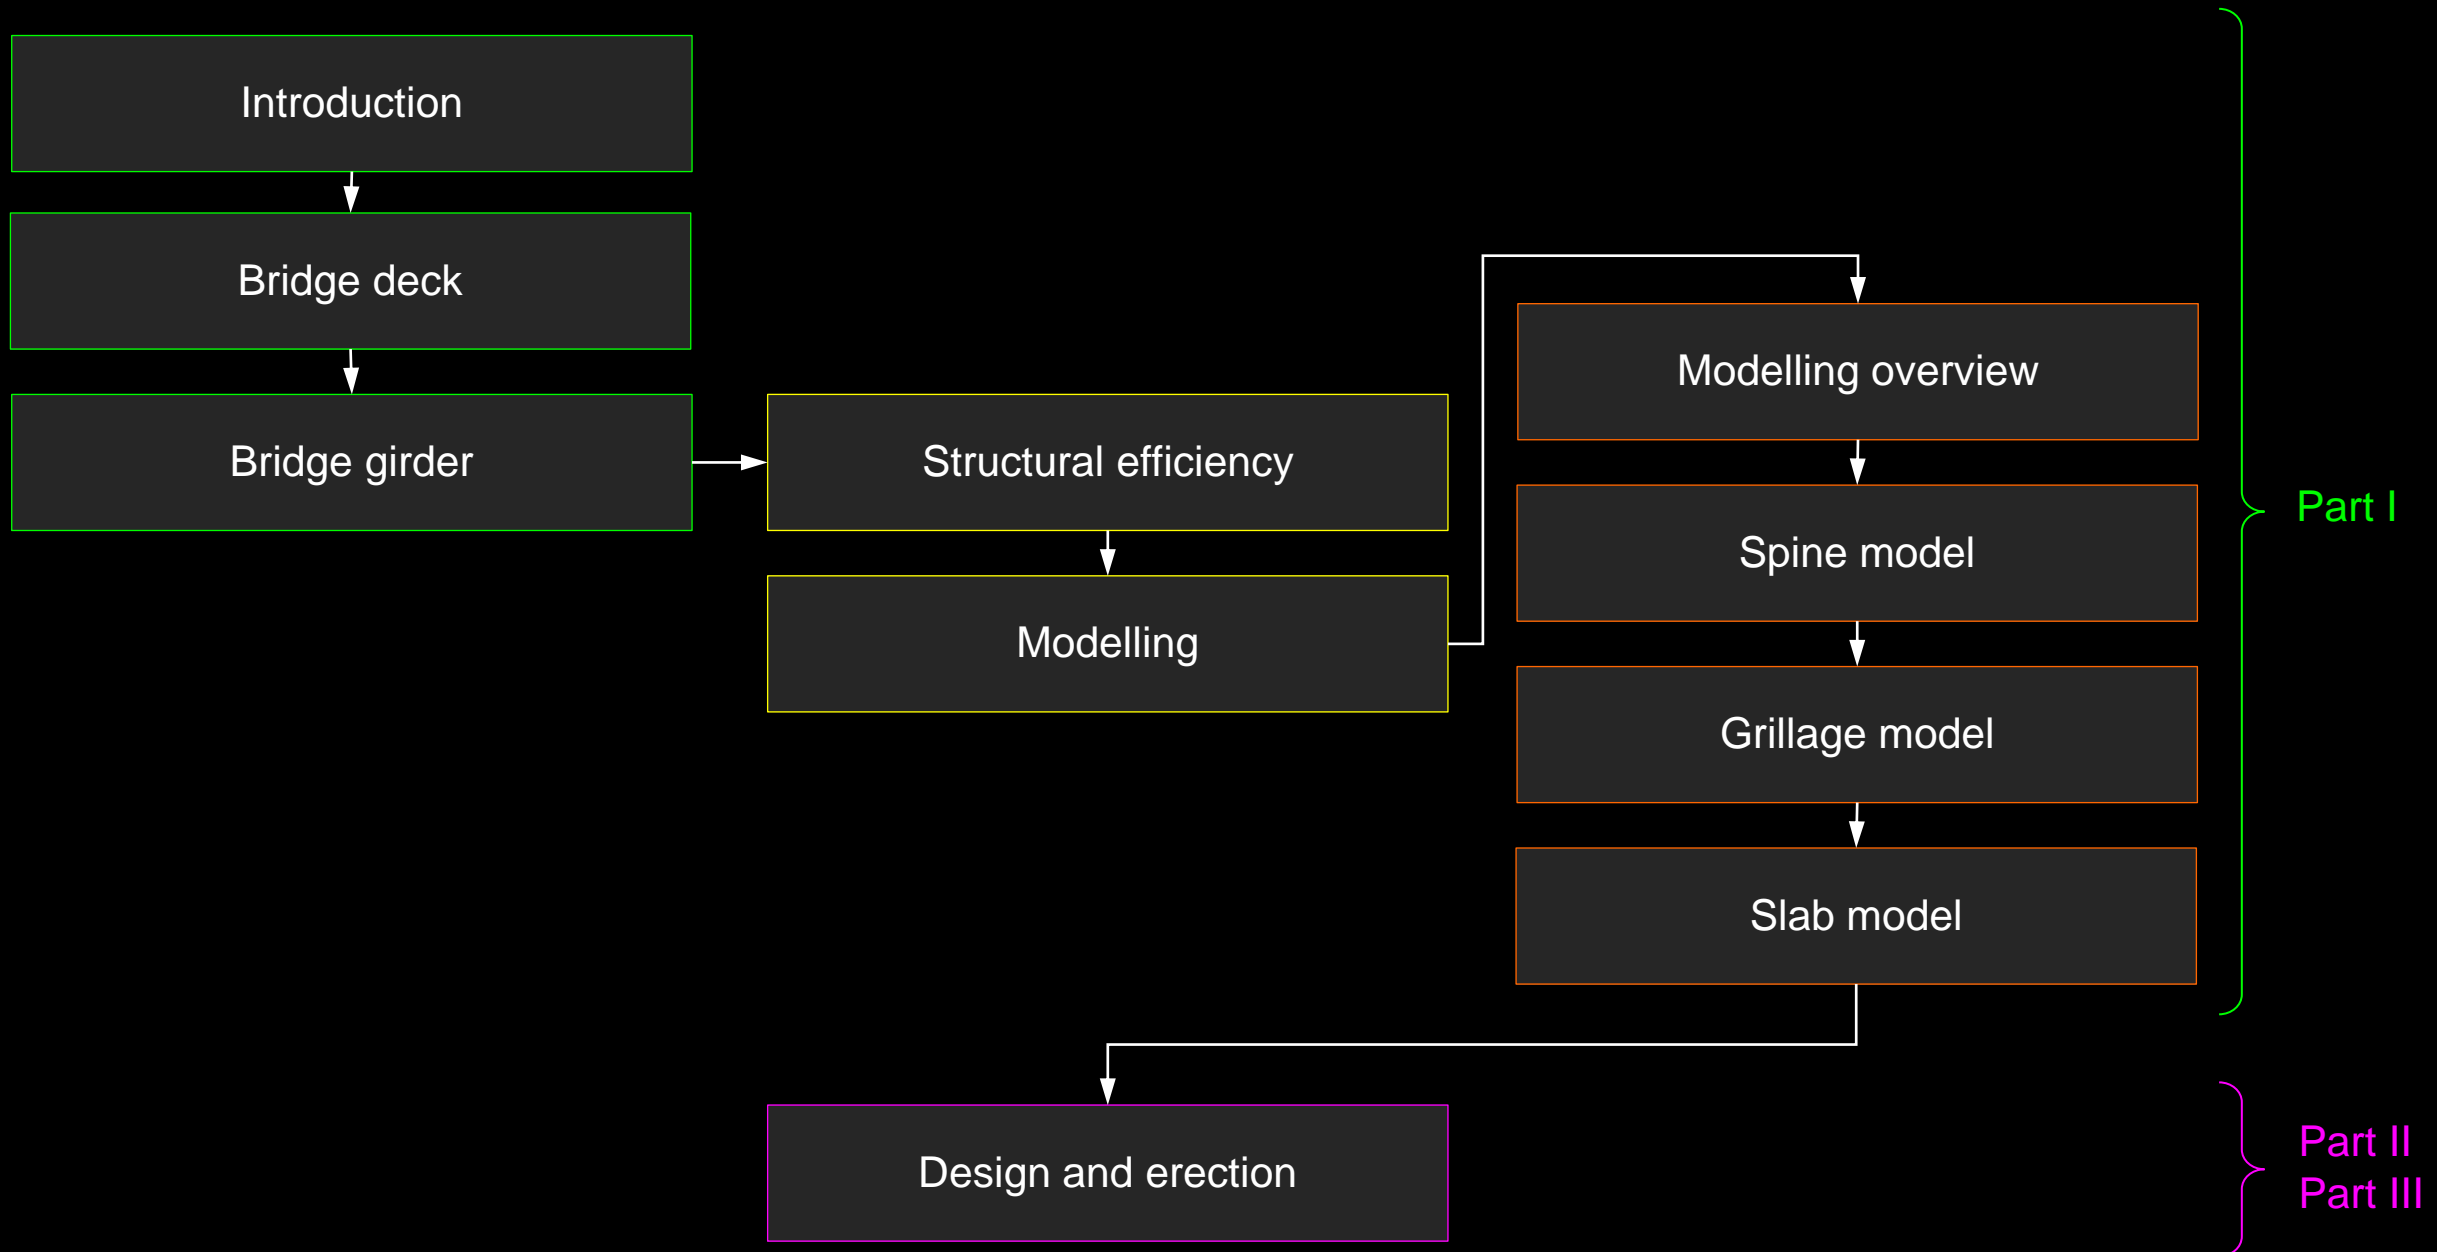 Introduction
Bridge deck
Bridge girder
Structural efficiency
Modelling
Modelling overview
Spine model
Grillage model
Slab model
Part I
Design and erection
Part II
Part III